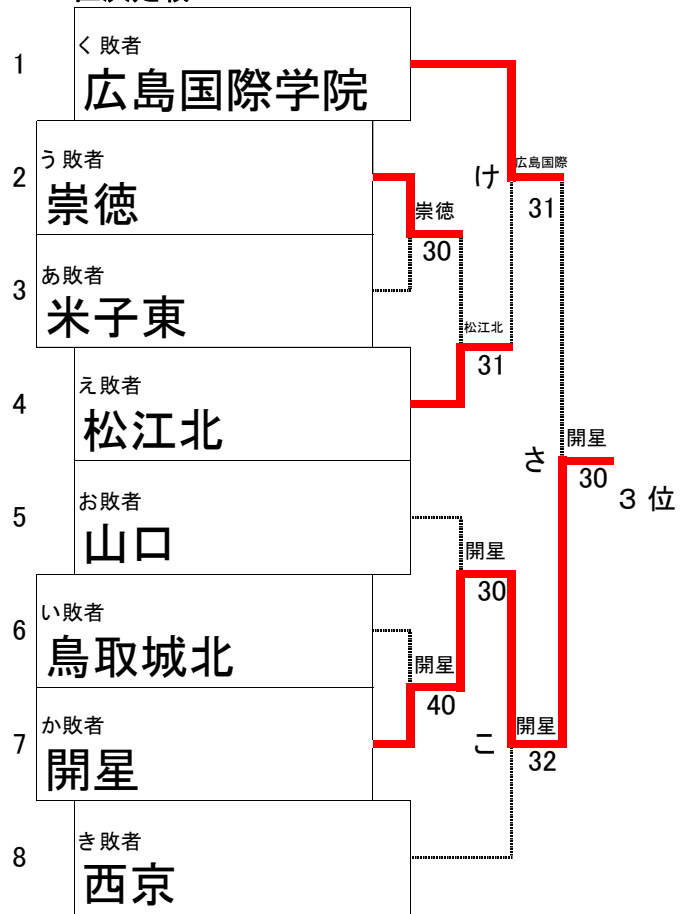 1
く敗者
広島国際学院
2
う敗者
崇徳
3
あ敗者
米子東
4
え敗者
松江北
5
お敗者
山口
6
い敗者
鳥取城北
7
か敗者
開星
8
き敗者
西京
崇徳
30
松江北
31
け
広島国際
31
開星
40
開星
30
こ
開星
32
さ
開星
30
3位